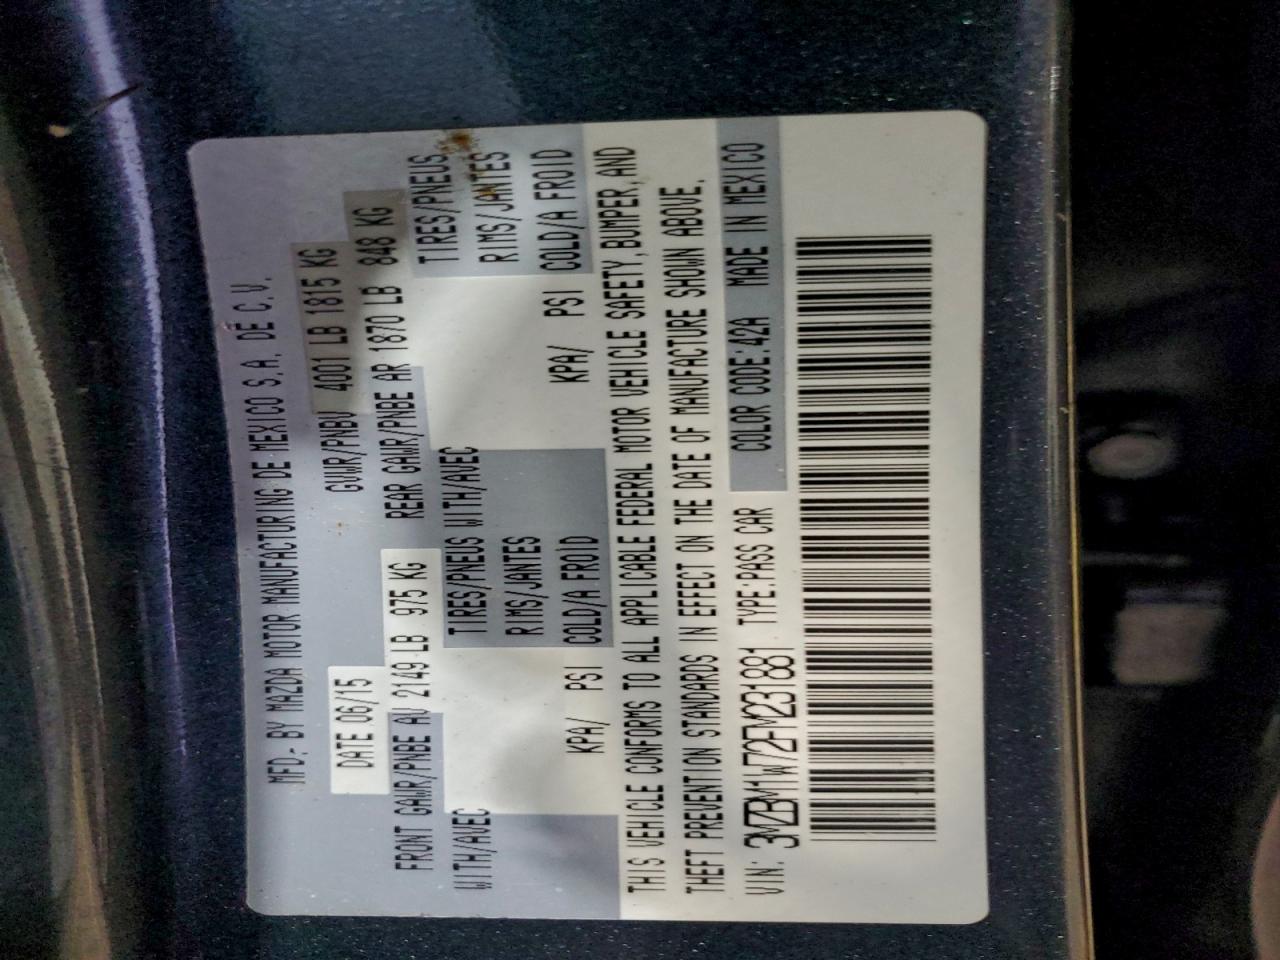 MFD. BY MAZDA MOTOR MANUFACTURING DE MEXICO S.A. DE C.V.
DATE 06/15 GVWR/PNBV 4001 LB 1815 KG
FRONT GAWR/PNBE AV 2149 LB 975 KG REAR GAWR/PNBE AR 1870 LB 848 KG
WITH/AVEC TIRES/PNEUS WITH/AVEC TIRES/PNEUS
RIMS/JANTES RIMS/JANTES
KPA/ PSI COLD/A FROID KPA/ PSI COLD/A FROID
THIS VEHICLE CONFORMS TO ALL APPLICABLE FEDERAL MOTOR VEHICLE SAFETY,BUMPER,AND
THEFT PREVENTION STANDARDS IN EFFECT ON THE DATE OF MANUFACTURE SHOWN ABOVE.
VIN: 3MZBM1W72FM231881 TYPE:PASS CAR COLOR CODE:42A MADE IN MEXICO